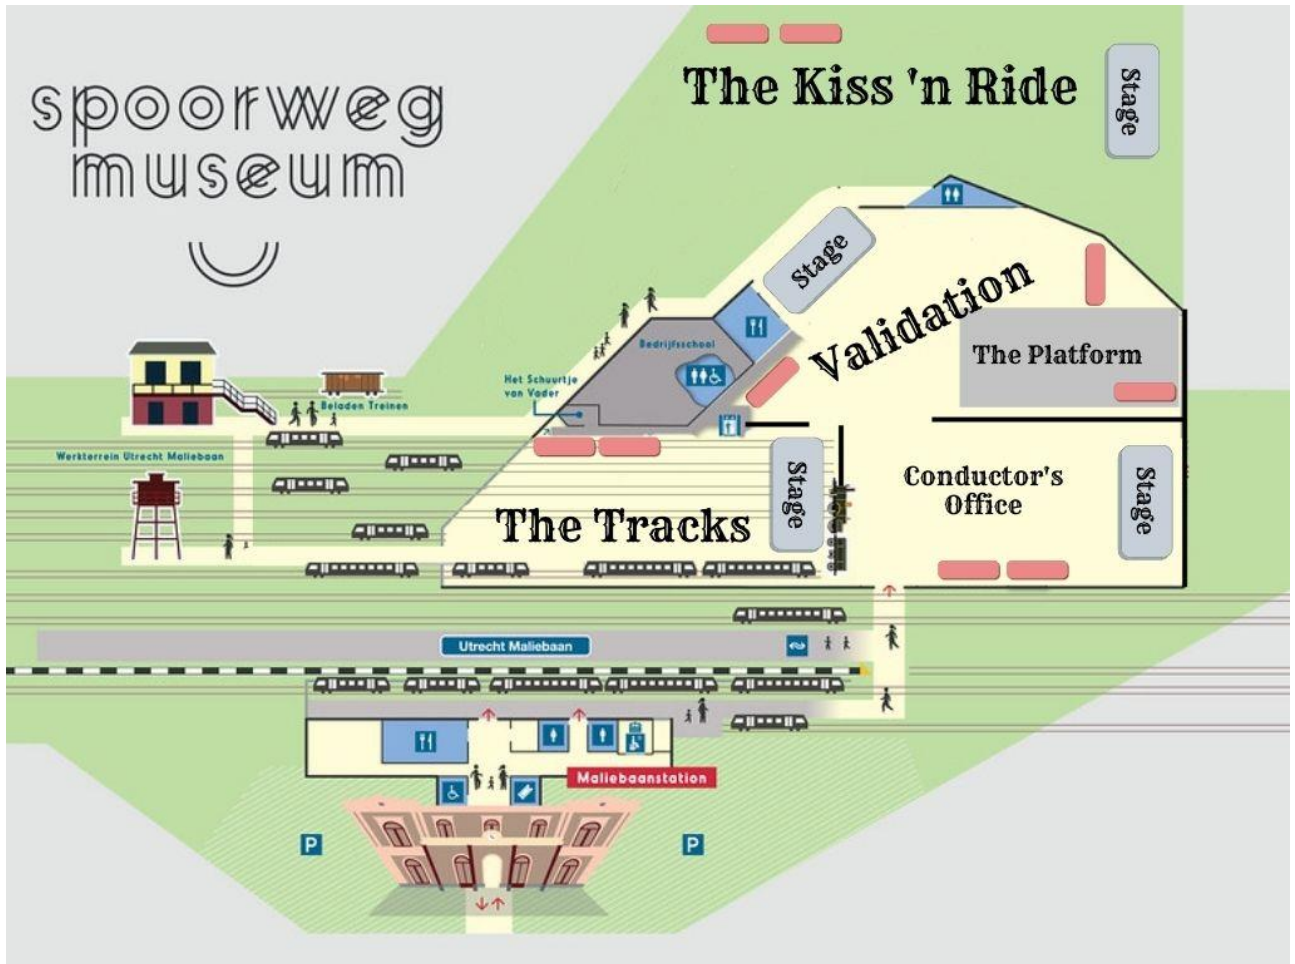 spoorweg
museum
The Kiss 'n Ride
Stage
Stage
Validation
The Platform
Bedrijfsschool
Het Schuurtje
van Vader
Beladen Treinen
Werkterrein Utrecht Maliebaan
Stage
The Tracks
Conductor's
Office
Stage
Utrecht Maliebaan
Maliebaanstation
P
P